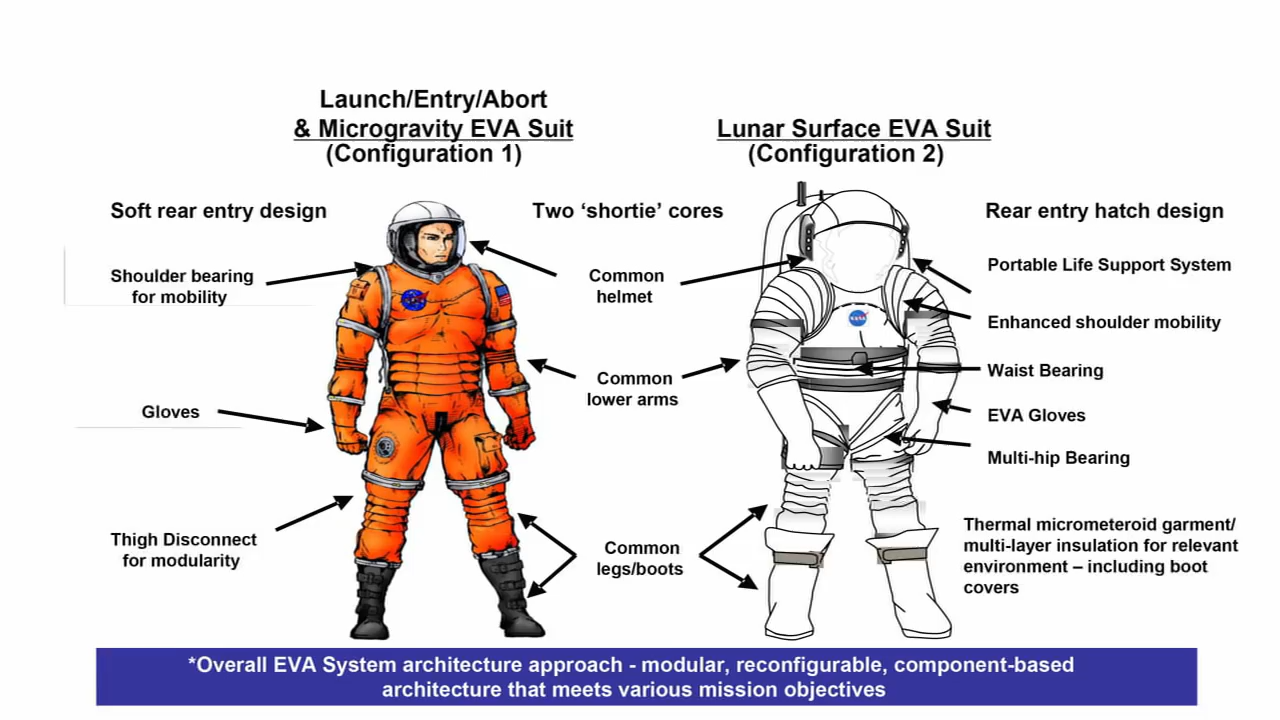 Launch/Entry/Abort
& Microgravity EVA Suit
(Configuration 1)
Lunar Surface EVA Suit
(Configuration 2)
Soft rear entry design
Two ‘shortie’ cores
Rear entry hatch design
Shoulder bearing
for mobility
Common
helmet
Portable Life Support System
Enhanced shoulder mobility
NASA
Waist Bearing
Common
lower arms
Gloves
EVA Gloves
Multi-hip Bearing
Thigh Disconnect
for modularity
Common
legs/boots
Thermal micrometeroid garment/
multi-layer insulation for relevant
environment – including boot
covers
*Overall EVA System architecture approach - modular, reconfigurable, component-based
architecture that meets various mission objectives